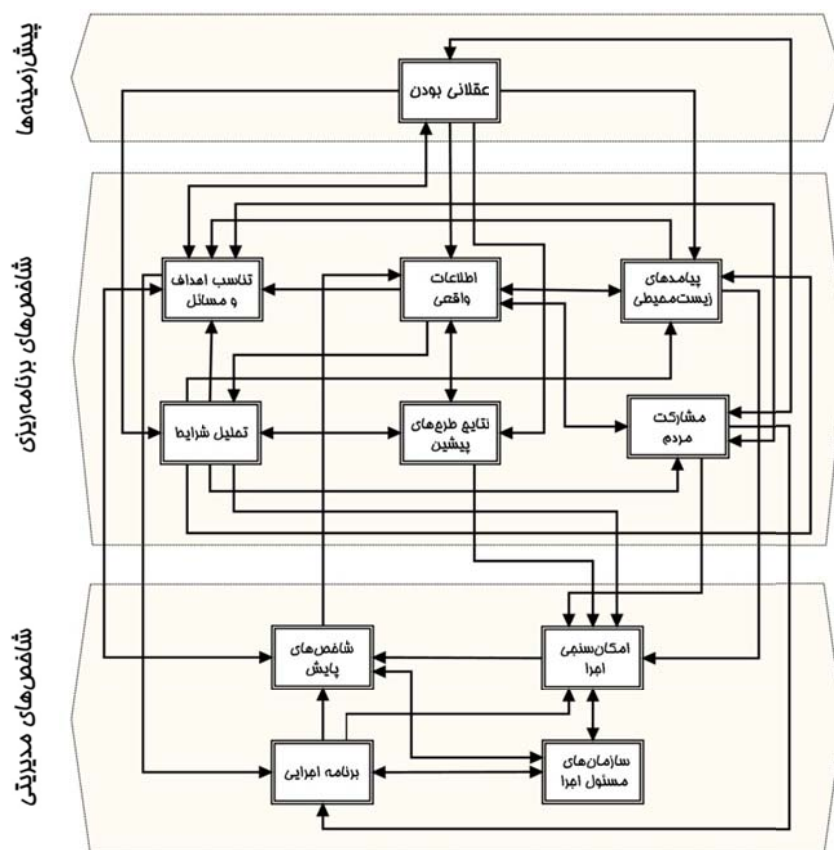 پیش‌زمینه‌ها
عقلانی بودن
شاخص‌های برنامه‌ریزی
پیامدهای
زیست‌محیطی
اطلاعات
واقعی
تناسب اهداف
و مسائل
مشارکت
مردم
نتایج طرح‌های
پیشین
تحلیل شرایط
شاخص‌های مدیریتی
امکان‌سنجی
اجرا
شاخص‌های
پایش
سازمان‌های
مسئول اجرا
برنامه اجرایی